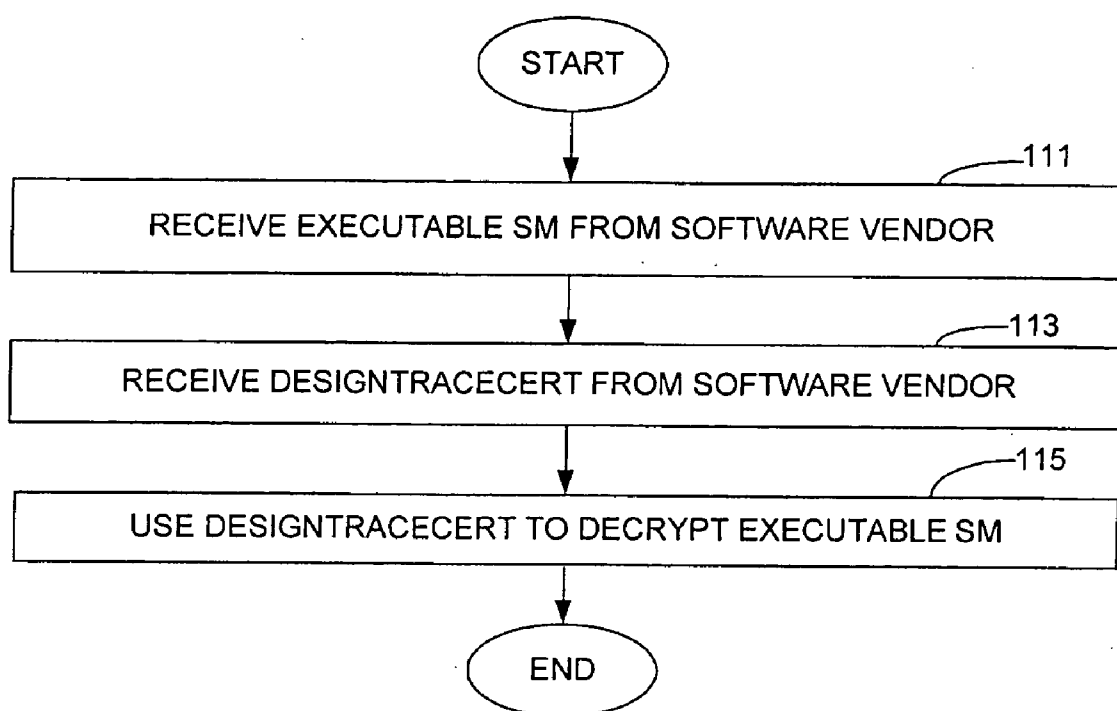 START
111
RECEIVE EXECUTABLE SM FROM SOFTWARE VENDOR
113
RECEIVE DESIGNTRACECERT FROM SOFTWARE VENDOR
115
USE DESIGNTRACECERT TO DECRYPT EXECUTABLE SM
END